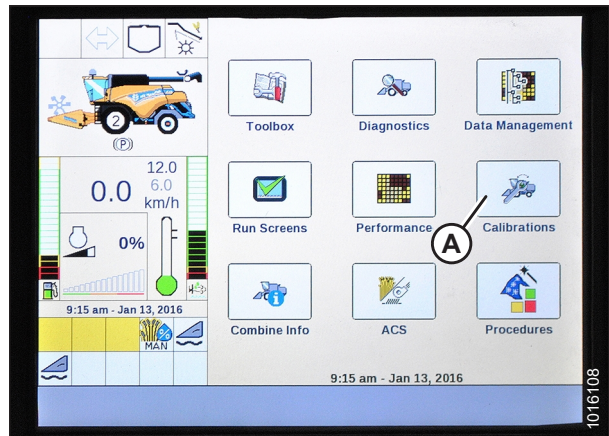 Toolbox
Diagnostics
Data Management
2
(P)
12.0
6.0
0.0
km/h
Run Screens
Performance
A
Calibrations
0%
9:15 am - Jan 13, 2016
Combine Info
ACS
Procedures
%
MAN
9:15 am - Jan 13, 2016
1016108